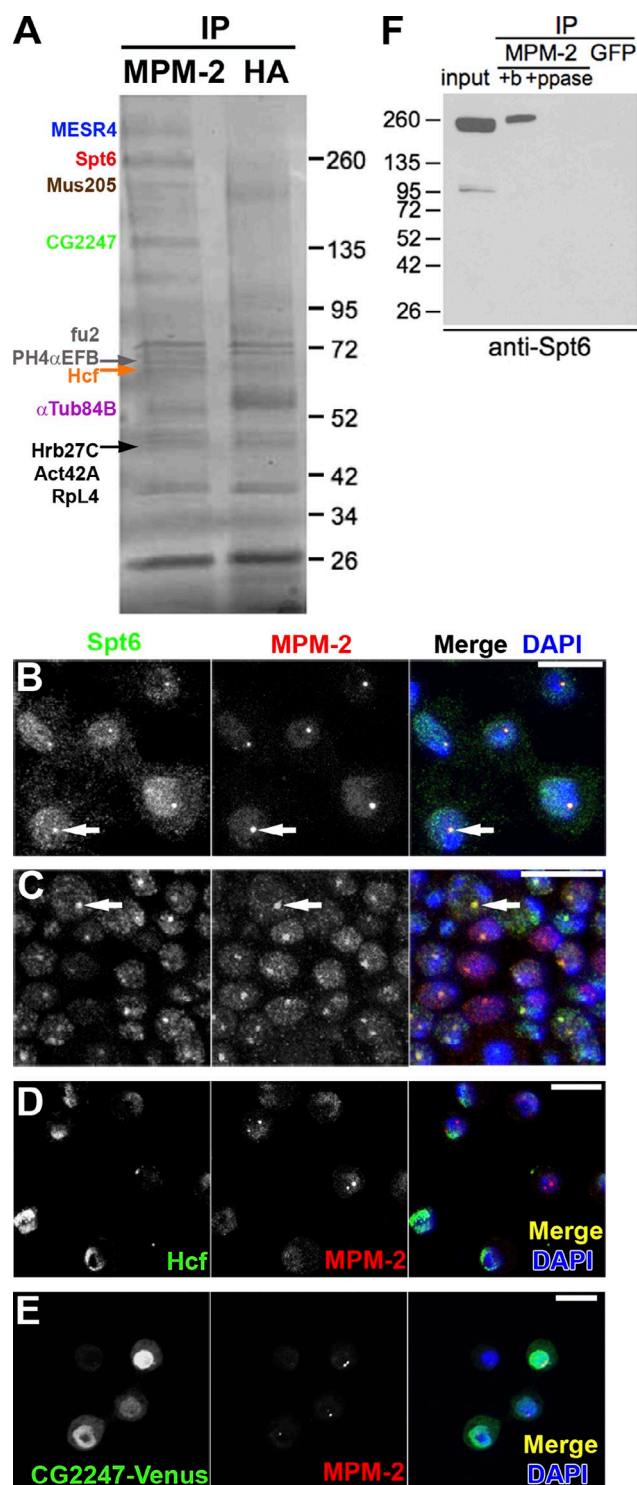 A
IP
MPM-2 HA
MESR4
Spt6
Mus205
CG2247
fu2
PH4αEFB
Hcf
αTub84B
Hrb27C
Act42A
RpL4
260
135
95
72
52
42
34
26
F
IP
MPM-2 GFP
input +b +ppase
260
135
95
72
52
42
26
anti-Spt6
Spt6 MPM-2 Merge DAPI
B
C
D
Hcf MPM-2 Merge
DAPI
E
CG2247-Venus MPM-2 Merge
DAPI